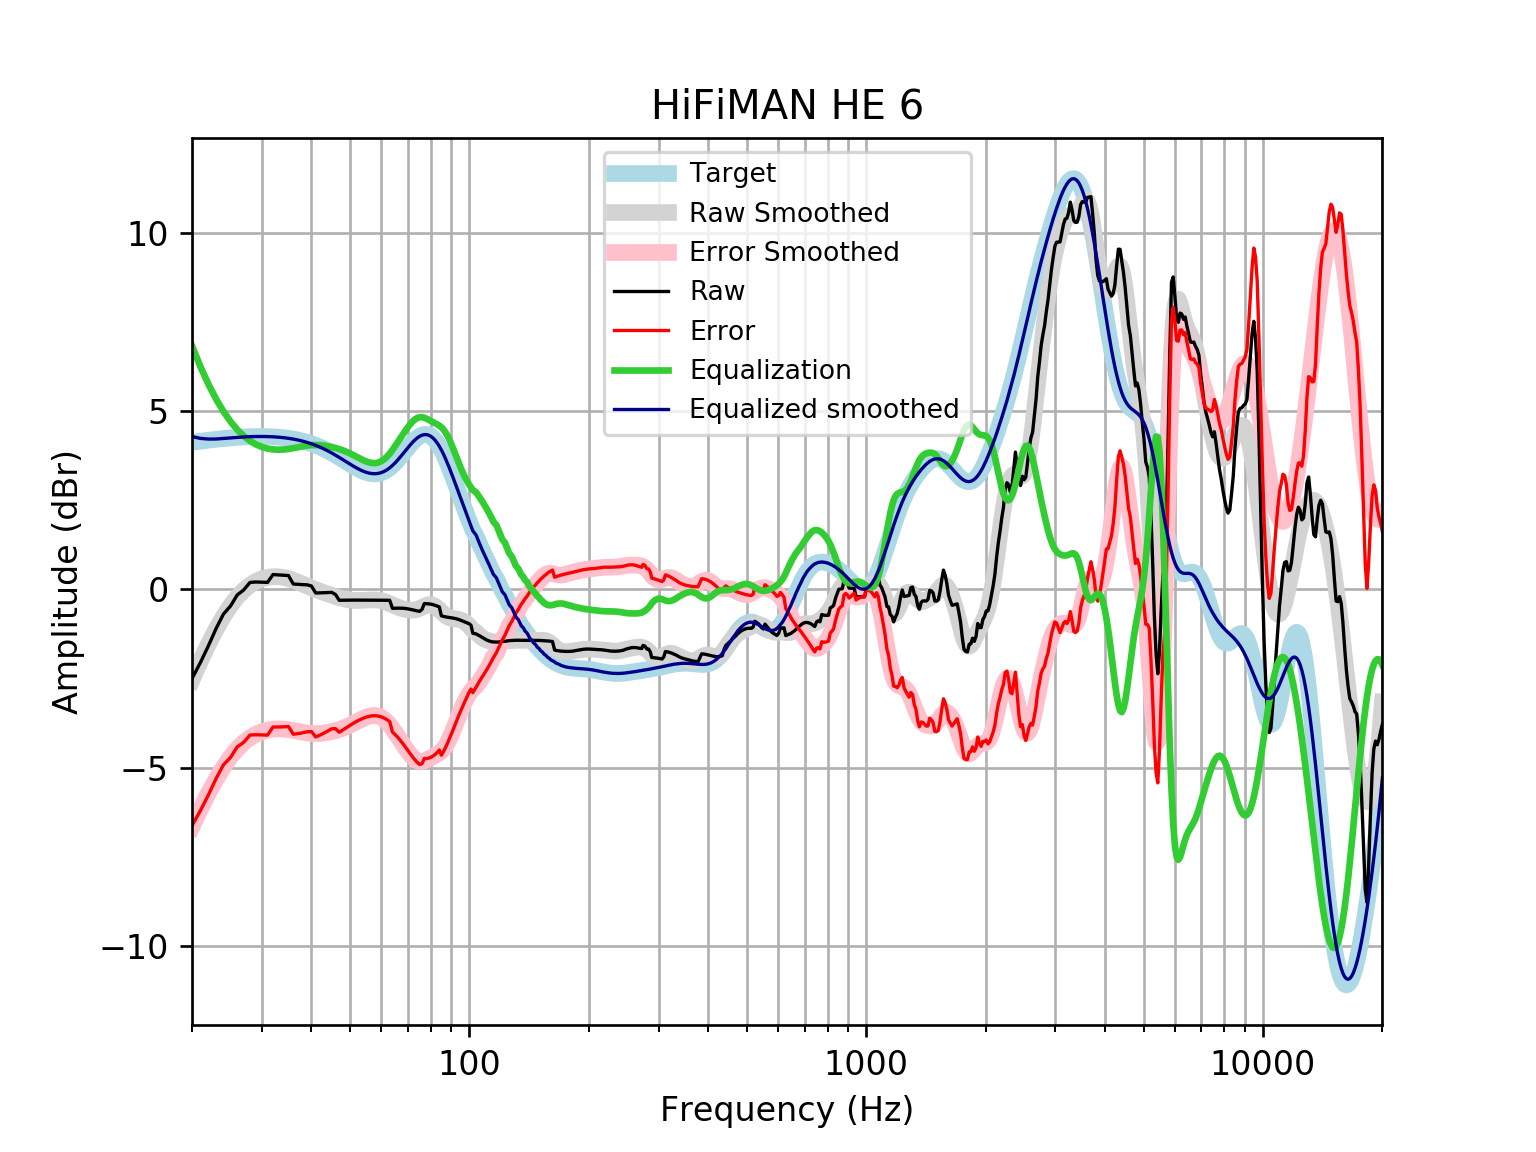 HiFiMAN HE 6
Target
Raw Smoothed
Error Smoothed
Raw
Error
Equalization
Equalized smoothed
10
5
0
−5
−10
Amplitude (dBr)
100
1000
10000
Frequency (Hz)